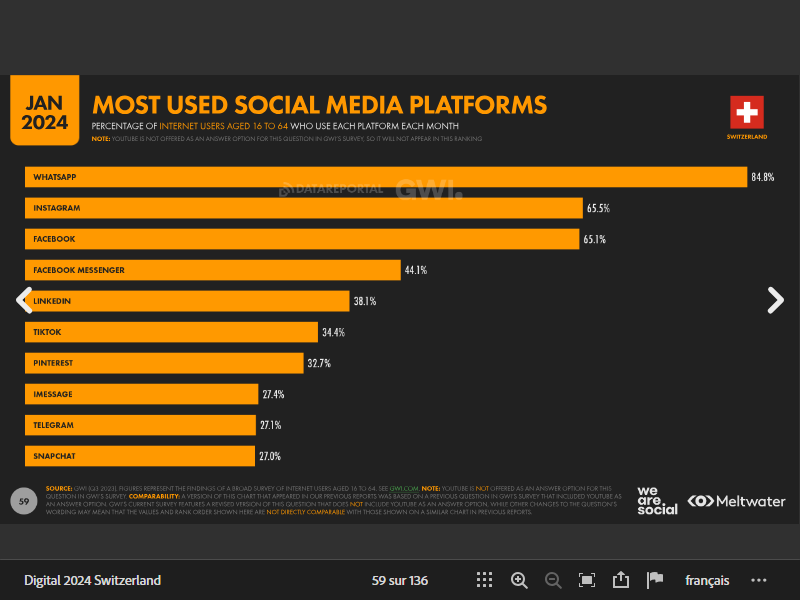 JAN
2024
MOST USED SOCIAL MEDIA PLATFORMS
PERCENTAGE OF INTERNET USERS AGED 16 TO 64 WHO USE EACH PLATFORM EACH MONTH
NOTE: YOUTUBE IS NOT OFFERED AS AN ANSWER OPTION FOR THIS QUESTION IN GWI'S SURVEY, SO IT WILL NOT APPEAR IN THIS RANKING
SWITZERLAND
WHATSAPP 84.8%
DATAREPORTAL GWI.
INSTAGRAM 65.5%
FACEBOOK 65.1%
FACEBOOK MESSENGER 44.1%
LINKEDIN 38.1%
TIKTOK 34.4%
PINTEREST 32.7%
IMESSAGE 27.4%
TELEGRAM 27.1%
SNAPCHAT 27.0%
59
SOURCE: GWI (Q3 2023). FIGURES REPRESENT THE FINDINGS OF A BROAD SURVEY OF INTERNET USERS AGED 16 TO 64. SEE GWI.COM. NOTE: YOUTUBE IS NOT OFFERED AS AN ANSWER OPTION FOR THIS
QUESTION IN GWI'S SURVEY. COMPARABILITY: A VERSION OF THIS CHART THAT APPEARED IN OUR PREVIOUS REPORTS WAS BASED ON A PREVIOUS QUESTION IN GWI'S SURVEY THAT INCLUDED YOUTUBE AS
AN ANSWER OPTION. GWI'S CURRENT SURVEY FEATURES A REVISED VERSION OF THIS QUESTION THAT DOES NOT INCLUDE YOUTUBE AS AN ANSWER OPTION, WHILE OTHER CHANGES TO THE QUESTION'S
WORDING MAY MEAN THAT THE VALUES AND RANK ORDER SHOWN HERE ARE NOT DIRECTLY COMPARABLE WITH THOSE SHOWN ON A SIMILAR CHART IN PREVIOUS REPORTS.
we
are.
social
Meltwater
Digital 2024 Switzerland 59 sur 136 français